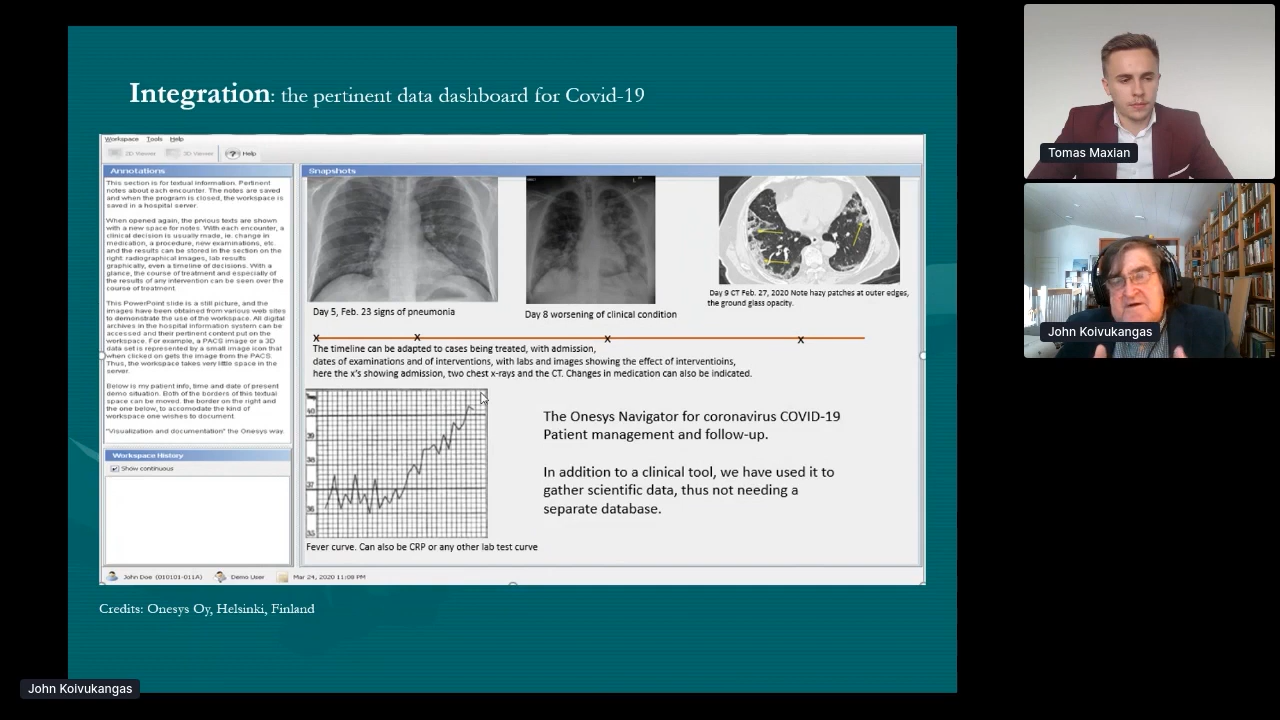 Integration: the pertinent data dashboard for Covid-19
Workspace Tools Help
2D Viewer 3D Viewer Help
Annotations
This section is for textual information. Pertinent
notes about each encounter. The notes are saved
and when the program is closed, the workspace is
saved in a hospital server.
When opened again, the prvious texts are shown
with a new space for notes. With each encounter, a
clinical decision is usually made, ie. change in
medication, a procedure, new examinations, etc.
and the results can be stored in the section on the
right: radiographical images, lab results
graphically, even a timeline of decisions. With a
glance, the course of treatment and especially of
the results of any intervention can be seen over the
course of treatment.
This PowerPoint slide is a still picture, and the
images have been obtained from various web sites
to demonstrate the use of the workspace. All digital
archives in the hospital information system can be
accessed and their pertinent content put on the
workspace. For example, a PACS image or a 3D
data set is represented by a small image icon that
when clicked on gets the image from the PACS.
Thus, the workspace takes very little space in the
server.
Below is my patient info, time and date of present
demo situation. Both of the borders of this textual
space can be moved. the border on the right and
the one below, to accomodate the kind of
workspace one wishes to document.
"Visualization and documentation" the Onesys way.
Workspace History
Show continuous
Snapshots
Day 5, Feb. 23 signs of pneumonia
Day 8 worsening of clinical condition
Day 9 CT Feb. 27, 2020 Note hazy patches at outer edges,
the ground glass opacity.
x x x x
The timeline can be adapted to cases being treated, with admission,
dates of examinations and of interventions, with labs and images showing the effect of interventioins,
here the x's showing admission, two chest x-rays and the CT. Changes in medication can also be indicated.
40
39
38
37
36
35
Fever curve. Can also be CRP or any other lab test curve
The Onesys Navigator for coronavirus COVID-19
Patient management and follow-up.
In addition to a clinical tool, we have used it to
gather scientific data, thus not needing a
separate database.
John Doe (010101-011A) Demo User Mar 24, 2020 11:08 PM
Credits: Onesys Oy, Helsinki, Finland
John Koivukangas
Tomas Maxian
John Koivukangas